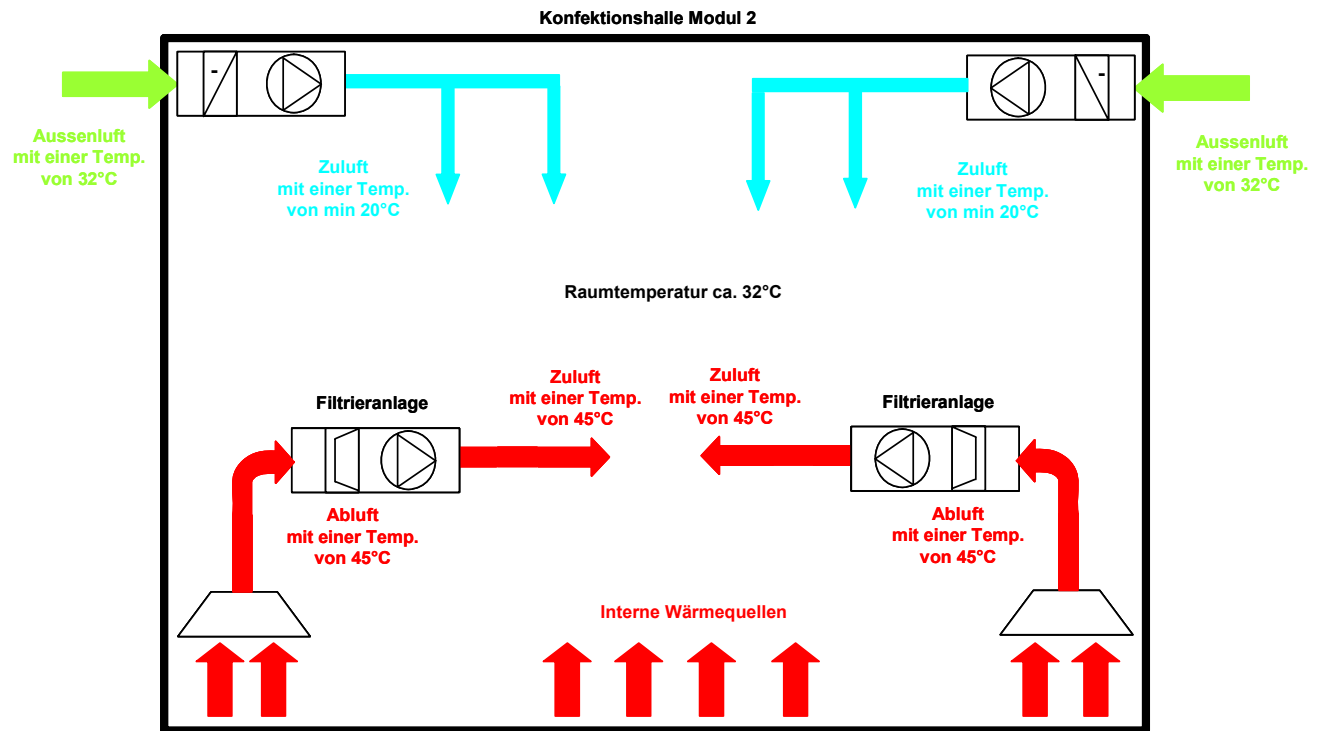 Konfektionshalle Modul 2
Aussenluft
mit einer Temp.
von 32°C
Zuluft
mit einer Temp.
von min 20°C
Zuluft
mit einer Temp.
von min 20°C
Aussenluft
mit einer Temp.
von 32°C
Raumtemperatur ca. 32°C
Filtrieranlage
Zuluft
mit einer Temp.
von 45°C
Zuluft
mit einer Temp.
von 45°C
Filtrieranlage
Abluft
mit einer Temp.
von 45°C
Abluft
mit einer Temp.
von 45°C
Interne Wärmequellen